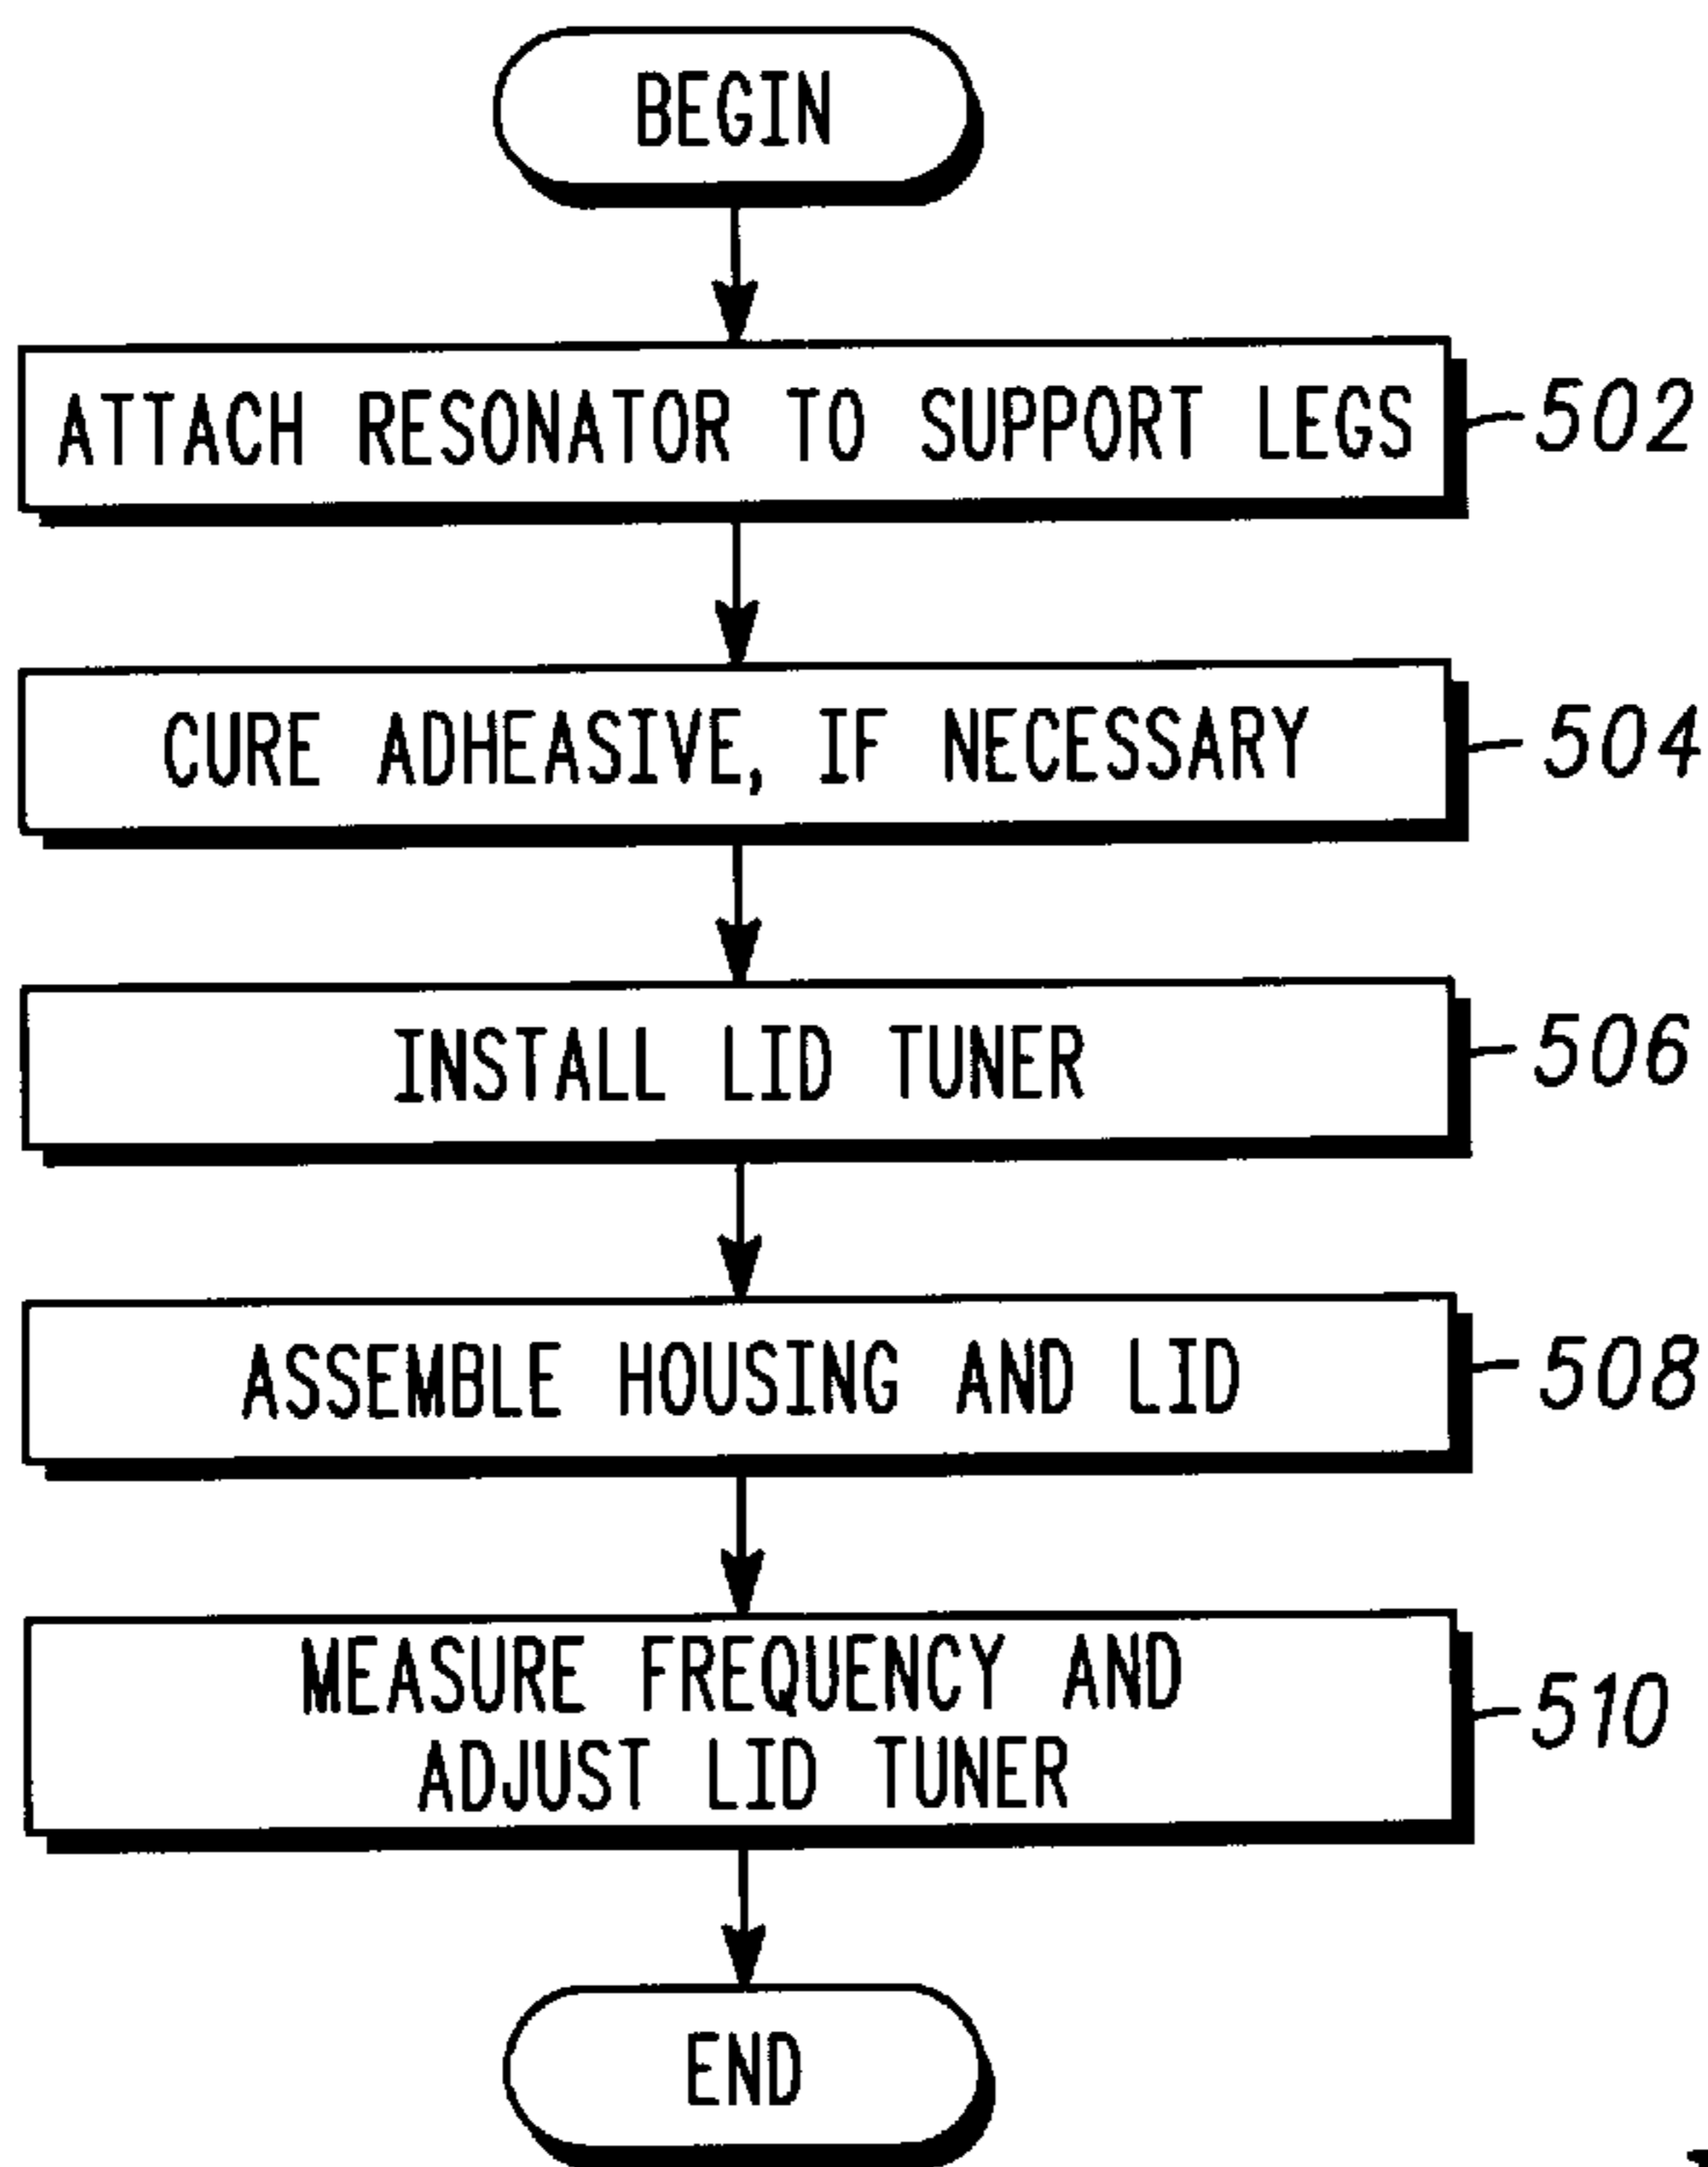 BEGIN
ATTACH RESONATOR TO SUPPORT LEGS
502
CURE ADHEASIVE, IF NECESSARY
504
INSTALL LID TUNER
506
ASSEMBLE HOUSING AND LID
508
MEASURE FREQUENCY AND
ADJUST LID TUNER
510
END